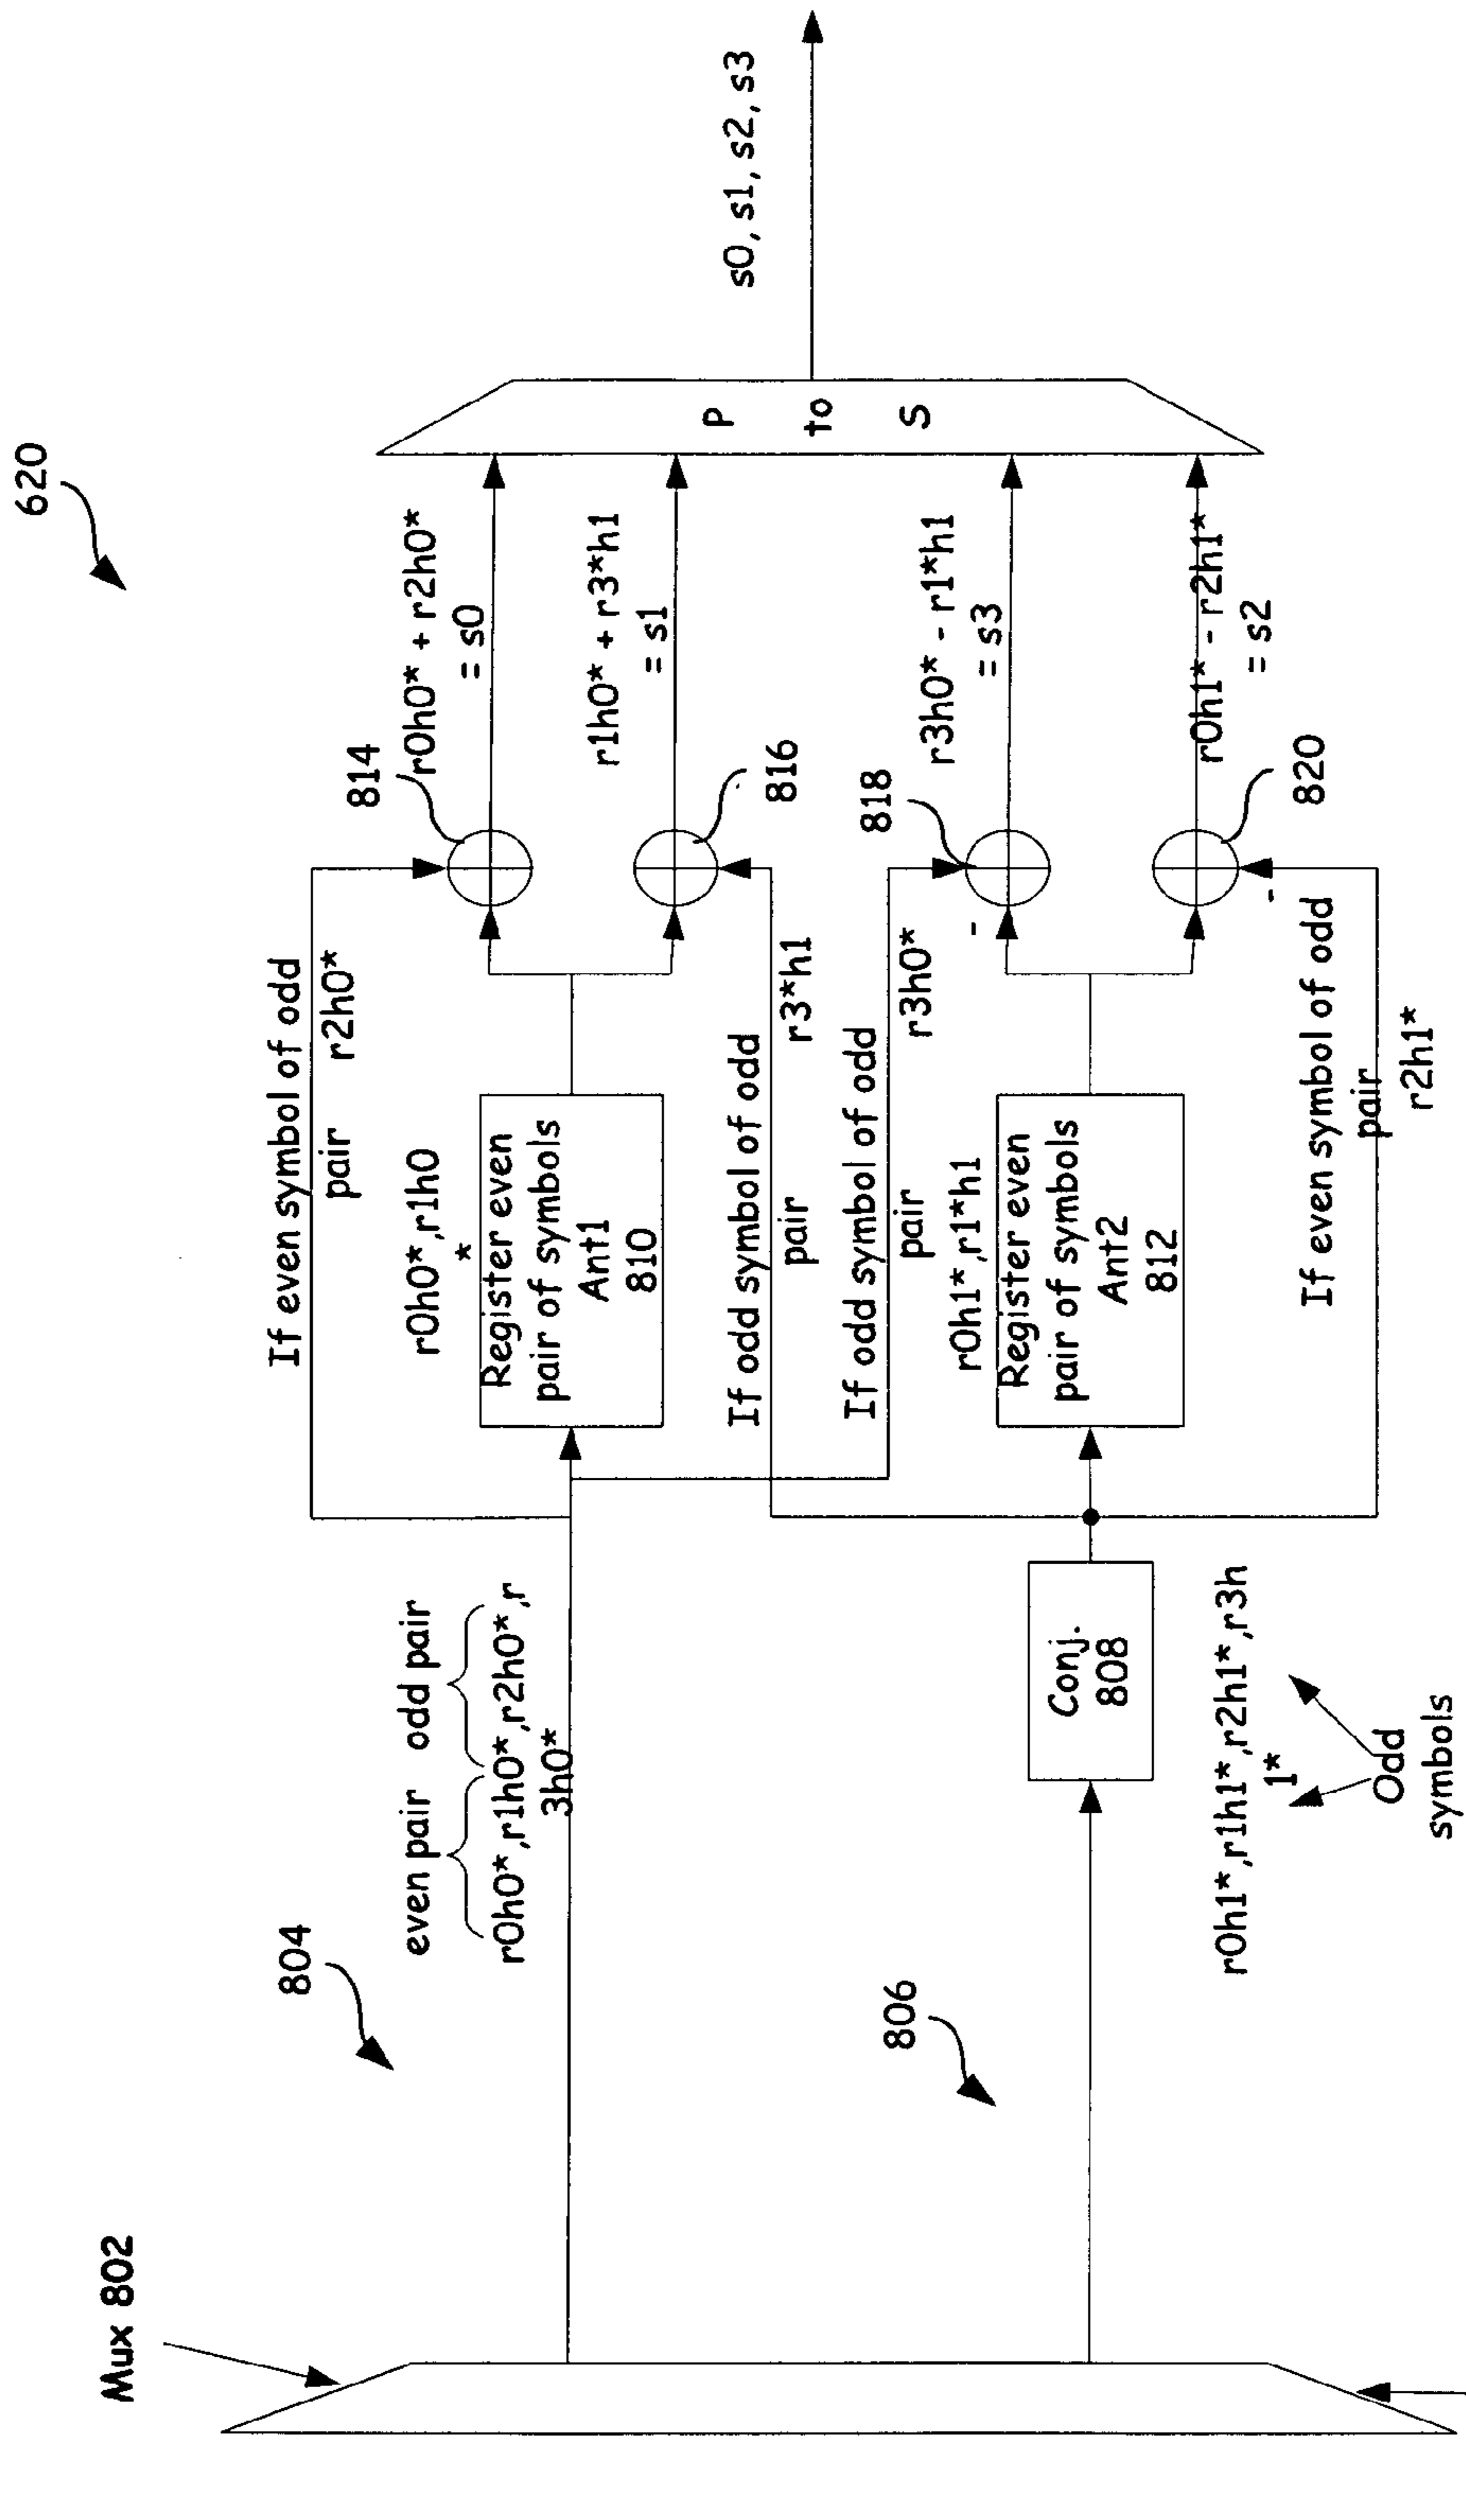 620
Mux 802
804
even pair
odd pair
r0h0*,r1h0*,r2h0*,r
3h0*
If even symbol of odd
pair
r2h0*
r0h0*,r1h0
*
Register even
pair of symbols
Ant1
810
814
r0h0* + r2h0*
= s0
r1h0* + r3*h1
= s1
816
If odd symbol of odd
pair
r3*h1
If odd symbol of odd
pair
r3h0*
806
Conj.
808
r0h1*,r1h1*,r2h1*,r3h
1*
Odd
symbols
r0h1*,r1*h1
Register even
pair of symbols
Ant2
812
-
818
r3h0* - r1*h1
= s3
r0h1* - r2h1*
= s2
820
-
If even symbol of odd
pair
r2h1*
P
to
S
s0, s1, s2, s3